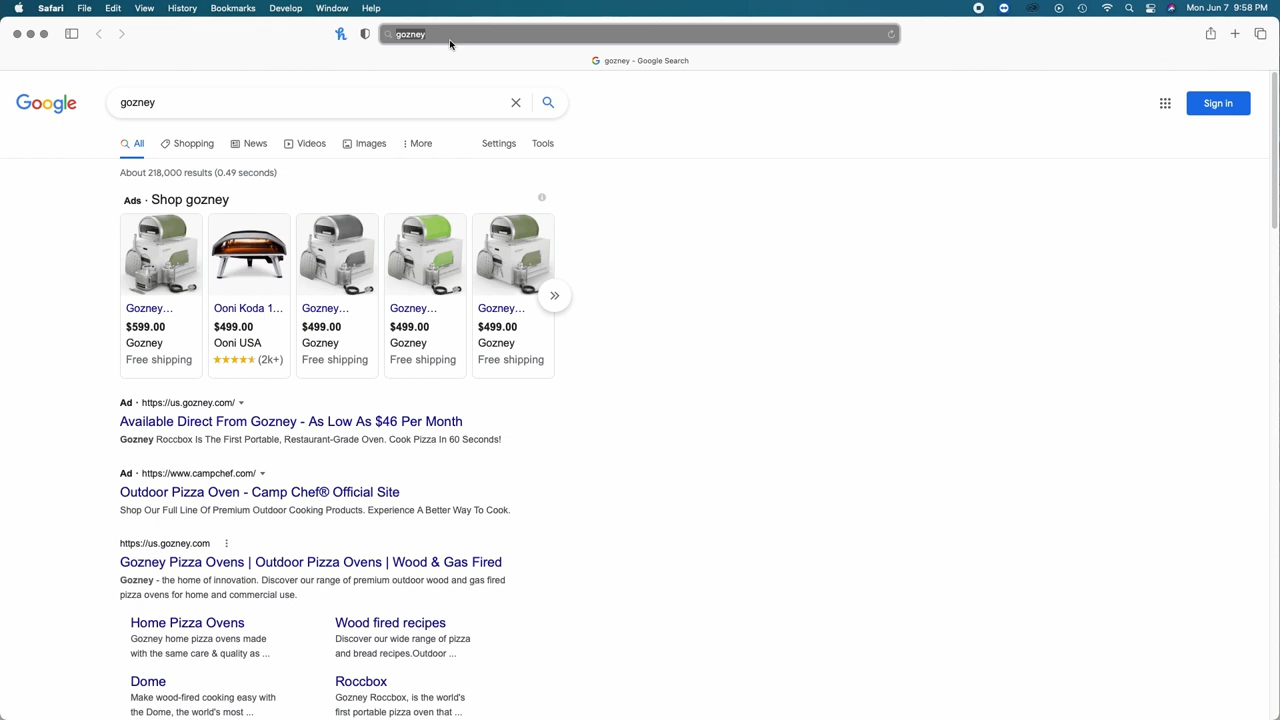 Safari File Edit View History Bookmarks Develop Window Help Mon Jun 7 9:58 PM
gozney
gozney - Google Search
Google gozney Sign in
All Shopping News Videos Images More Settings Tools
About 218,000 results (0.49 seconds)
Ads · Shop gozney
Gozney... Ooni Koda 1... Gozney... Gozney... Gozney...
$599.00 $499.00 $499.00 $499.00 $499.00
Gozney Ooni USA Gozney Gozney Gozney
Free shipping (2k+) Free shipping Free shipping Free shipping
Ad · https://us.gozney.com/
Available Direct From Gozney - As Low As $46 Per Month
Gozney Roccbox Is The First Portable, Restaurant-Grade Oven. Cook Pizza In 60 Seconds!
Ad · https://www.campchef.com/
Outdoor Pizza Oven - Camp Chef® Official Site
Shop Our Full Line Of Premium Outdoor Cooking Products. Experience A Better Way To Cook.
https://us.gozney.com
Gozney Pizza Ovens | Outdoor Pizza Ovens | Wood & Gas Fired
Gozney - the home of innovation. Discover our range of premium outdoor wood and gas fired
pizza ovens for home and commercial use.
Home Pizza Ovens
Gozney home pizza ovens made
with the same care & quality as ...
Wood fired recipes
Discover our wide range of pizza
and bread recipes.Outdoor ...
Dome
Make wood-fired cooking easy with
the Dome, the world's most ...
Roccbox
Gozney Roccbox, is the world's
first portable pizza oven that ...